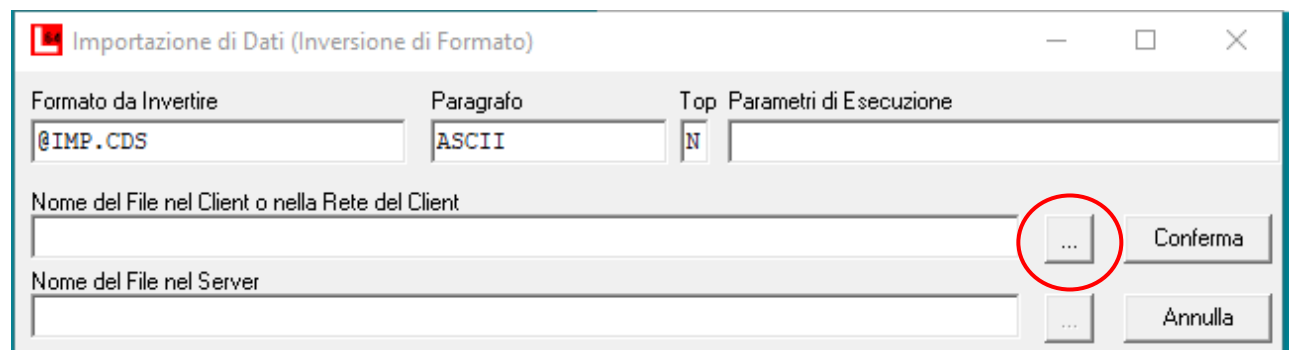 Importazione di Dati (Inversione di Formato)
Formato da Invertire Paragrafo Top Parametri di Esecuzione
@IMP.CDS ASCII N
Nome del File nel Client o nella Rete del Client
... Conferma
Nome del File nel Server
... Annulla